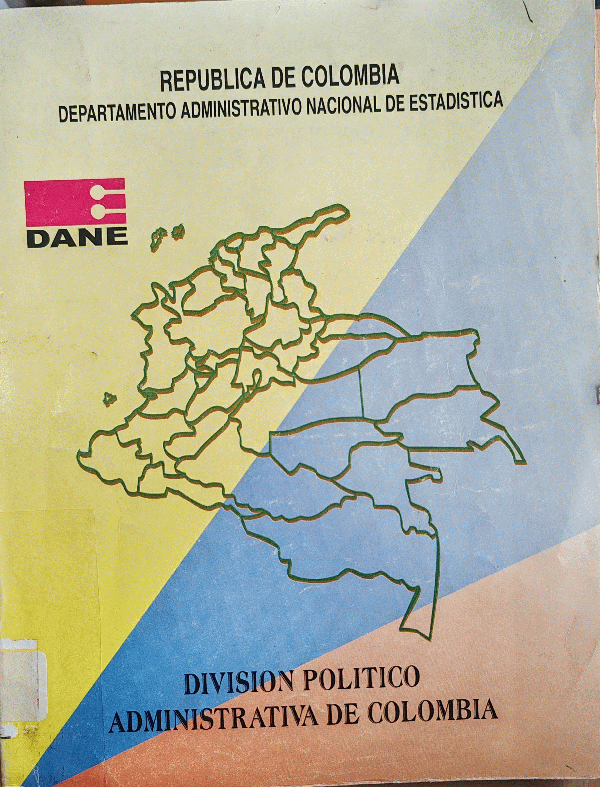 REPUBLICA DE COLOMBIA
DEPARTAMENTO ADMINISTRATIVO NACIONAL DE ESTADISTICA
DANE
DIVISION POLITICO
ADMINISTRATIVA DE COLOMBIA